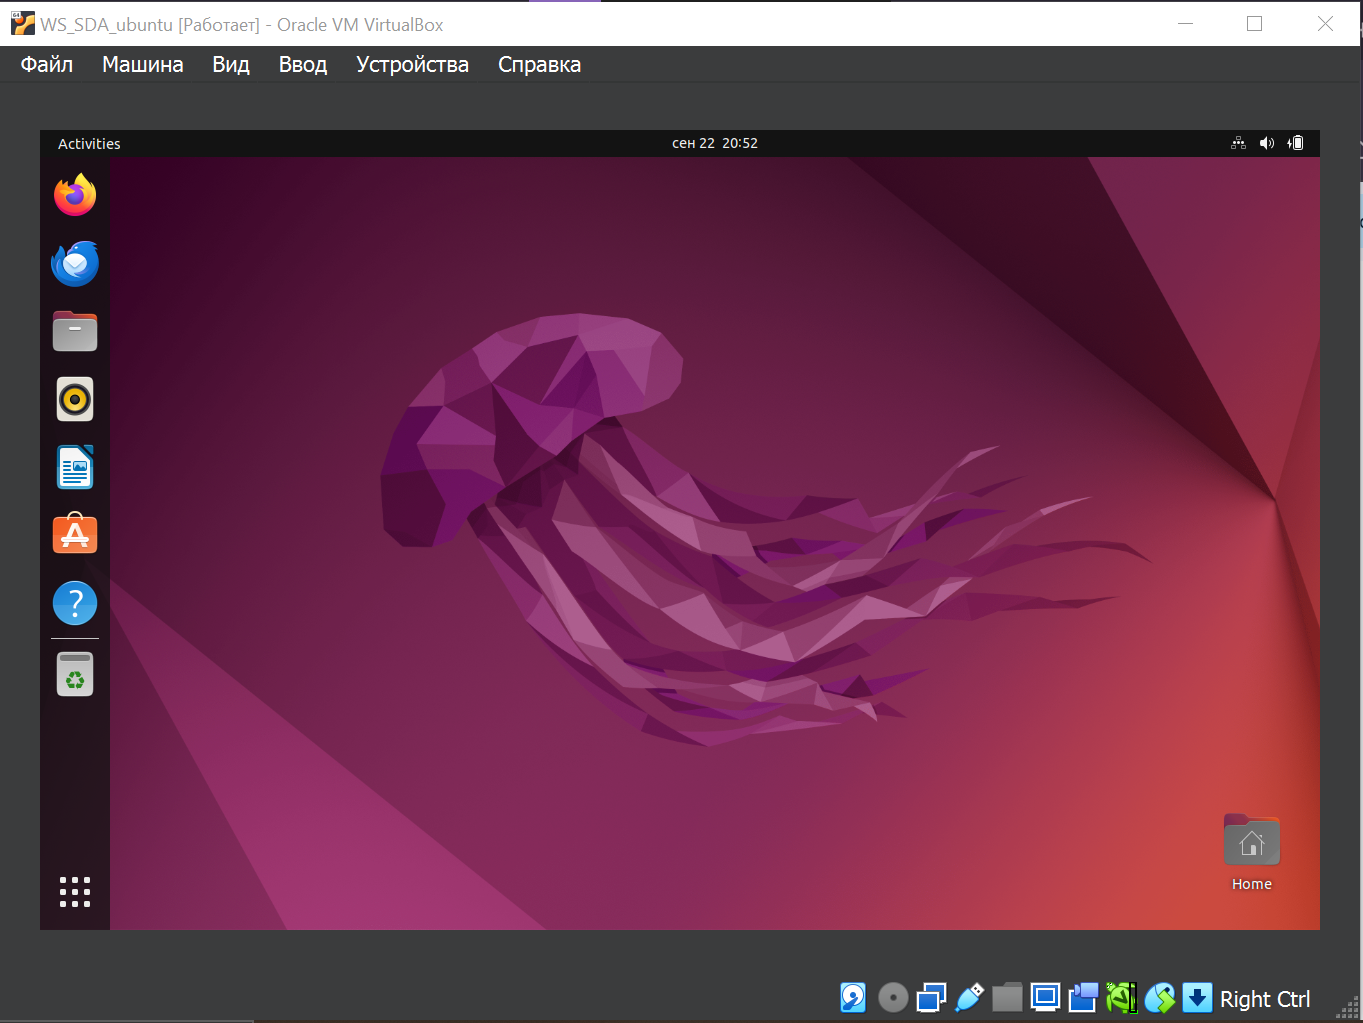 WS_SDA_ubuntu [Работает] - Oracle VM VirtualBox
Файл Машина Вид Ввод Устройства Справка
Activities сен 22 20:52
Home
Right Ctrl